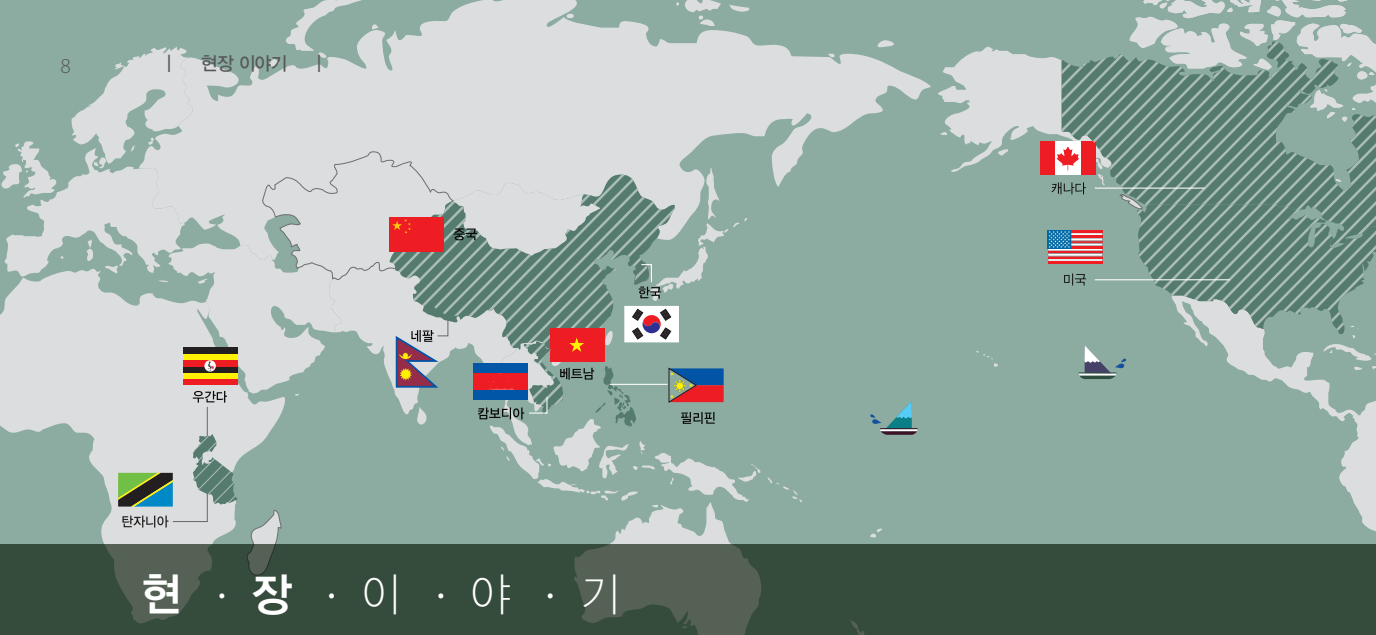 8 | 현장 이야기 |
캐나다
중국
미국
한국
네팔
베트남
우간다
캄보디아
필리핀
탄자니아
현 · 장 · 이 · 야 · 기